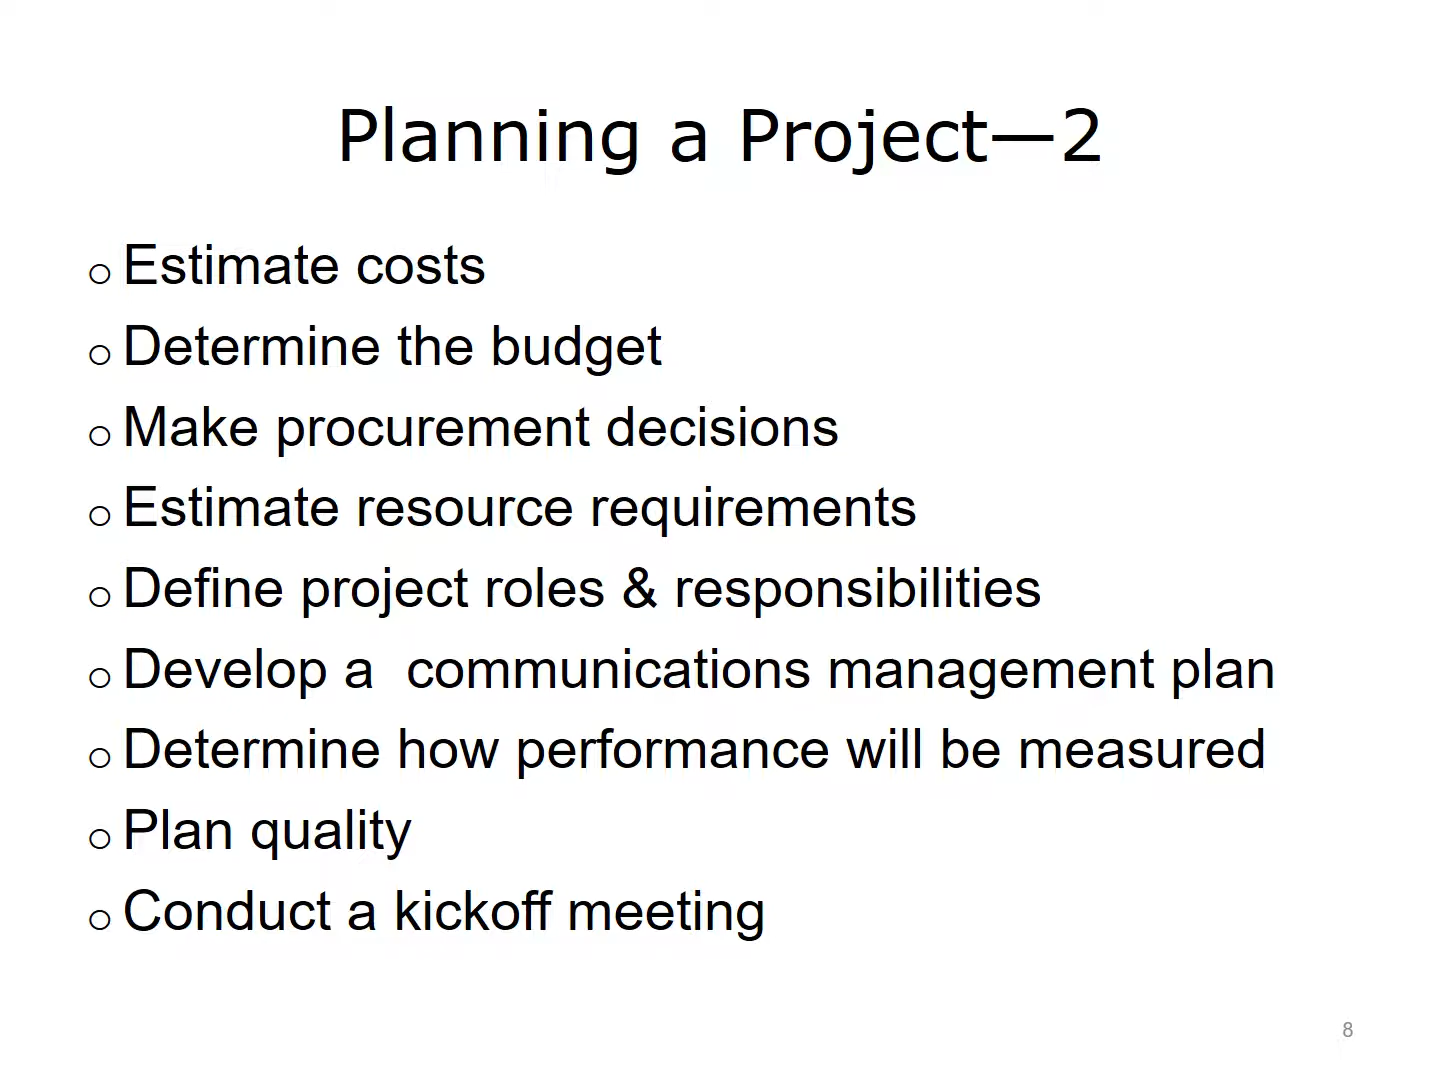 Planning a Project—2
○ Estimate costs
○ Determine the budget
○ Make procurement decisions
○ Estimate resource requirements
○ Define project roles & responsibilities
○ Develop a  communications management plan
○ Determine how performance will be measured
○ Plan quality
○ Conduct a kickoff meeting
8